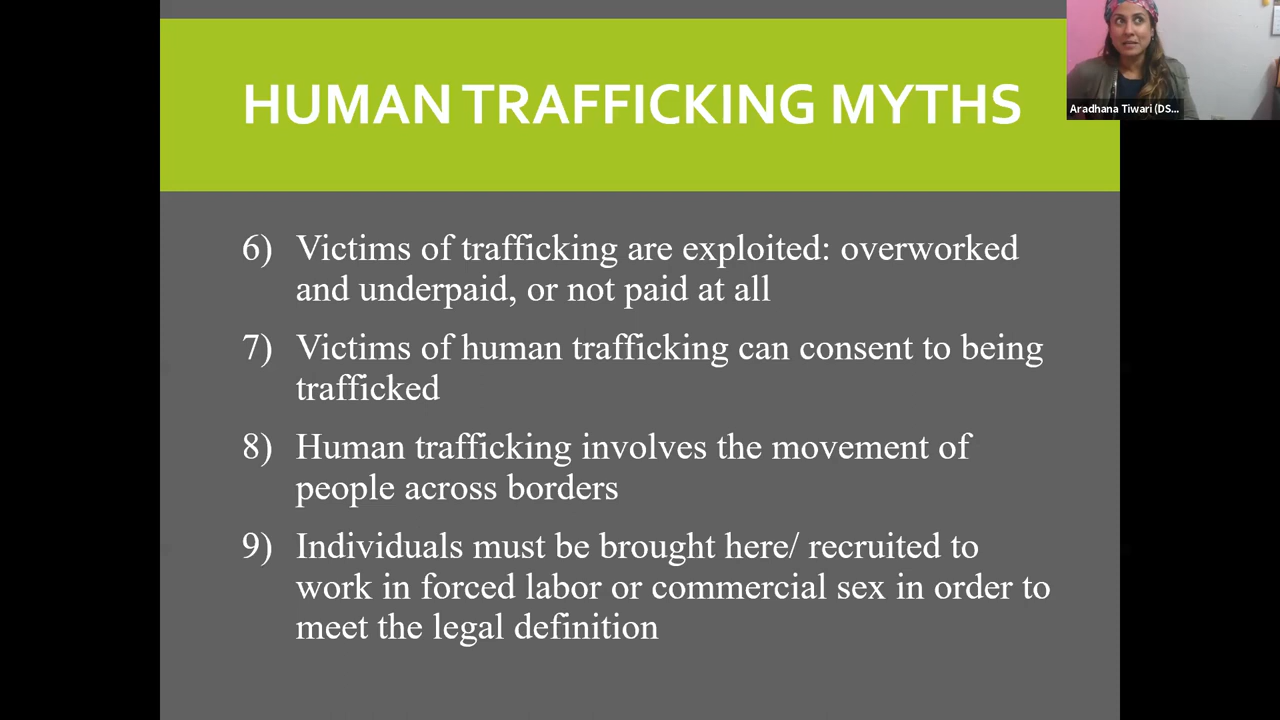 HUMAN TRAFFICKING MYTHS
Aradhana Tiwari (DS...
6) Victims of trafficking are exploited: overworked
and underpaid, or not paid at all
7) Victims of human trafficking can consent to being
trafficked
8) Human trafficking involves the movement of
people across borders
9) Individuals must be brought here/ recruited to
work in forced labor or commercial sex in order to
meet the legal definition